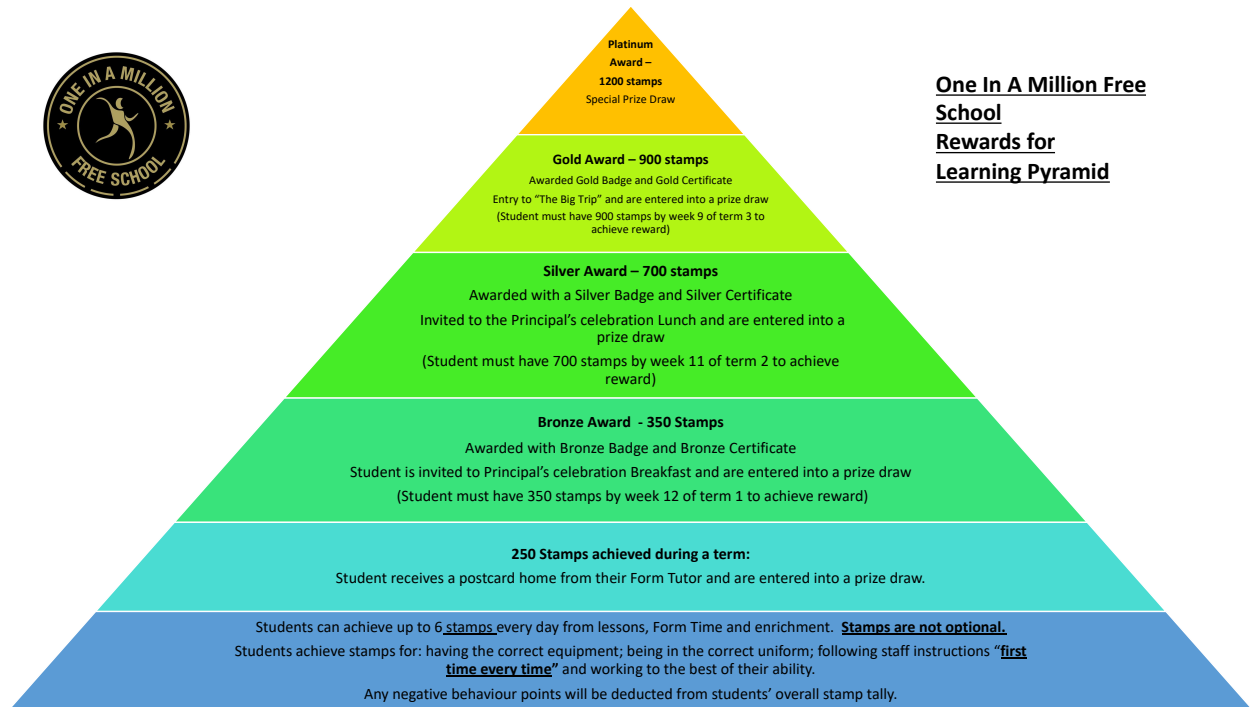 ONE IN A MILLION
FREE SCHOOL
One In A Million Free
School
Rewards for
Learning Pyramid
Platinum
Award –
1200 stamps
Special Prize Draw
Gold Award – 900 stamps
Awarded Gold Badge and Gold Certificate
Entry to “The Big Trip” and are entered into a prize draw
(Student must have 900 stamps by week 9 of term 3 to
achieve reward)
Silver Award – 700 stamps
Awarded with a Silver Badge and Silver Certificate
Invited to the Principal’s celebration Lunch and are entered into a
prize draw
(Student must have 700 stamps by week 11 of term 2 to achieve
reward)
Bronze Award  - 350 Stamps
Awarded with Bronze Badge and Bronze Certificate
Student is invited to Principal’s celebration Breakfast and are entered into a prize draw
(Student must have 350 stamps by week 12 of term 1 to achieve reward)
250 Stamps achieved during a term:
Student receives a postcard home from their Form Tutor and are entered into a prize draw.
Students can achieve up to 6 stamps every day from lessons, Form Time and enrichment.  Stamps are not optional.
Students achieve stamps for: having the correct equipment; being in the correct uniform; following staff instructions “first
time every time” and working to the best of their ability.
Any negative behaviour points will be deducted from students’ overall stamp tally.